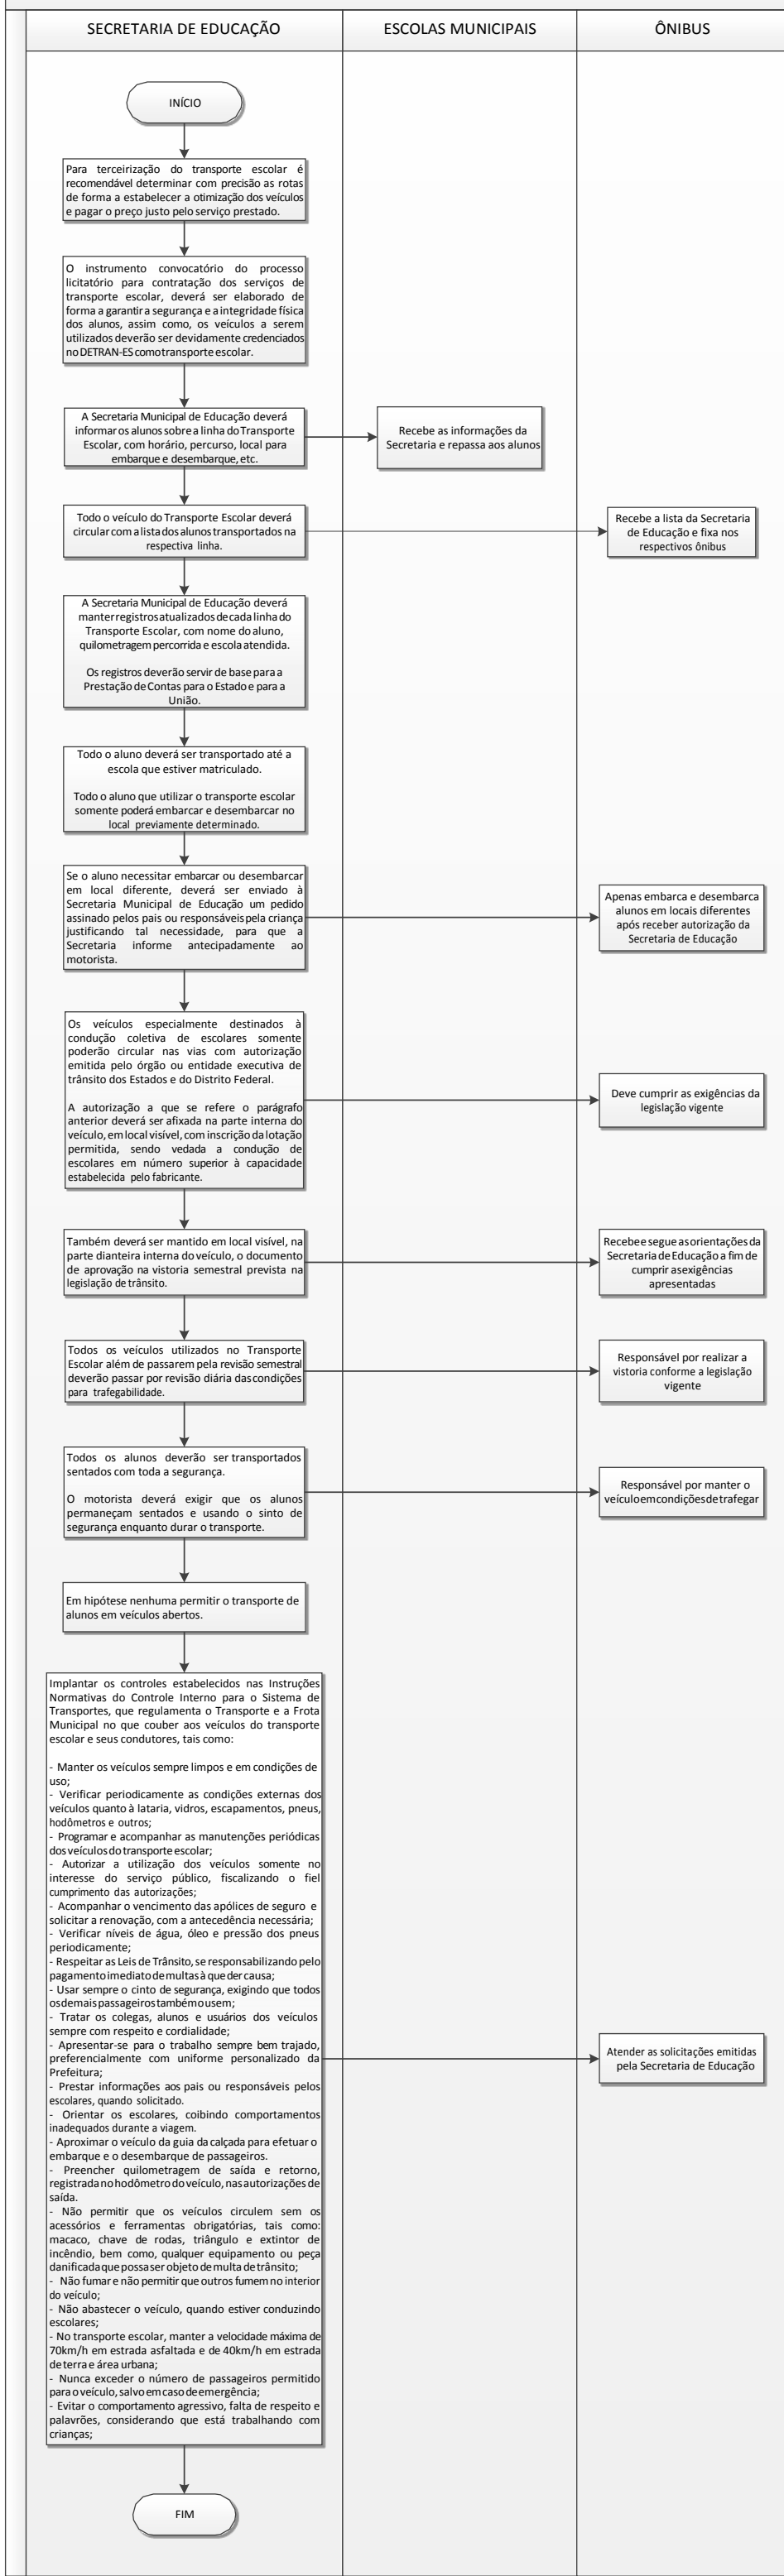 SECRETARIA DE EDUCAÇÃO
ESCOLAS MUNICIPAIS
ÔNIBUS
INÍCIO
Para terceirização do transporte escolar é
recomendável determinar com precisão as rotas
de forma a estabelecer a otimização dos veículos
e pagar o preço justo pelo serviço prestado.
O instrumento convocatório do processo
licitatório para contratação dos serviços de
transporte escolar, deverá ser elaborado de
forma a garantir a segurança e a integridade física
dos alunos, assim como, os veículos a serem
utilizados deverão ser devidamente credenciados
no DETRAN-ES como transporte escolar.
A Secretaria Municipal de Educação deverá
informar os alunos sobre a linha do Transporte
Escolar, com horário, percurso, local para
embarque e desembarque, etc.
Recebe as informações da
Secretaria e repassa aos alunos
Todo o veículo do Transporte Escolar deverá
circular com a lista dos alunos transportados na
respectiva linha.
Recebe a lista da Secretaria
de Educação e fixa nos
respectivos ônibus
A Secretaria Municipal de Educação deverá
manter registros atualizados de cada linha do
Transporte Escolar, com nome do aluno,
quilometragem percorrida e escola atendida.
Os registros deverão servir de base para a
Prestação de Contas para o Estado e para a
União.
Todo o aluno deverá ser transportado até a
escola que estiver matriculado.
Todo o aluno que utilizar o transporte escolar
somente poderá embarcar e desembarcar no
local previamente determinado.
Se o aluno necessitar embarcar ou desembarcar
em local diferente, deverá ser enviado à
Secretaria Municipal de Educação um pedido
assinado pelos pais ou responsáveis pela criança
justificando tal necessidade, para que a
Secretaria informe antecipadamente ao
motorista.
Apenas embarca e desembarca
alunos em locais diferentes
após receber autorização da
Secretaria de Educação
Os veículos especialmente destinados à
condução coletiva de escolares somente
poderão circular nas vias com autorização
emitida pelo órgão ou entidade executiva de
trânsito dos Estados e do Distrito Federal.
A autorização a que se refere o parágrafo
anterior deverá ser afixada na parte interna do
veículo, em local visível, com inscrição da lotação
permitida, sendo vedada a condução de
escolares em número superior à capacidade
estabelecida pelo fabricante.
Deve cumprir as exigências da
legislação vigente
Também deverá ser mantido em local visível, na
parte dianteira interna do veículo, o documento
de aprovação na vistoria semestral prevista na
legislação de trânsito.
Recebe e segue as orientações da
Secretaria de Educação a fim de
cumprir as exigências
apresentadas
Todos os veículos utilizados no Transporte
Escolar além de passarem pela revisão semestral
deverão passar por revisão diária das condições
para trafegabilidade.
Responsável por realizar a
vistoria conforme a legislação
vigente
Todos os alunos deverão ser transportados
sentados com toda a segurança.
O motorista deverá exigir que os alunos
permaneçam sentados e usando o sinto de
segurança enquanto durar o transporte.
Responsável por manter o
veículo em condições de trafegar
Em hipótese nenhuma permitir o transporte de
alunos em veículos abertos.
Implantar os controles estabelecidos nas Instruções
Normativas do Controle Interno para o Sistema de
Transportes, que regulamenta o Transporte e a Frota
Municipal no que couber aos veículos do transporte
escolar e seus condutores, tais como:
- Manter os veículos sempre limpos e em condições de
uso;
- Verificar periodicamente as condições externas dos
veículos quanto à lataria, vidros, escapamentos, pneus,
hodômetros e outros;
- Programar e acompanhar as manutenções periódicas
dos veículos do transporte escolar;
- Autorizar a utilização dos veículos somente no
interesse do serviço público, fiscalizando o fiel
cumprimento das autorizações;
- Acompanhar o vencimento das apólices de seguro e
solicitar a renovação, com a antecedência necessária;
- Verificar níveis de água, óleo e pressão dos pneus
periodicamente;
- Respeitar as Leis de Trânsito, se responsabilizando pelo
pagamento imediato de multas à que der causa;
- Usar sempre o cinto de segurança, exigindo que todos
os demais passageiros também o usem;
- Tratar os colegas, alunos e usuários dos veículos
sempre com respeito e cordialidade;
- Apresentar-se para o trabalho sempre bem trajado,
preferencialmente com uniforme personalizado da
Prefeitura;
- Prestar informações aos pais ou responsáveis pelos
escolares, quando solicitado.
- Orientar os escolares, coibindo comportamentos
inadequados durante a viagem.
- Aproximar o veículo da guia da calçada para efetuar o
embarque e o desembarque de passageiros.
- Preencher quilometragem de saída e retorno,
registrada no hodômetro do veículo, nas autorizações de
saída.
- Não permitir que os veículos circulem sem os
acessórios e ferramentas obrigatórias, tais como:
macaco, chave de rodas, triângulo e extintor de
incêndio, bem como, qualquer equipamento ou peça
danificada que possa ser objeto de multa de trânsito;
- Não fumar e não permitir que outros fumem no interior
do veículo;
- Não abastecer o veículo, quando estiver conduzindo
escolares;
- No transporte escolar, manter a velocidade máxima de
70km/h em estrada asfaltada e de 40km/h em estrada
de terra e área urbana;
- Nunca exceder o número de passageiros permitido
para o veículo, salvo em caso de emergência;
- Evitar o comportamento agressivo, falta de respeito e
palavrões, considerando que está trabalhando com
crianças;
Atender as solicitações emitidas
pela Secretaria de Educação
FIM